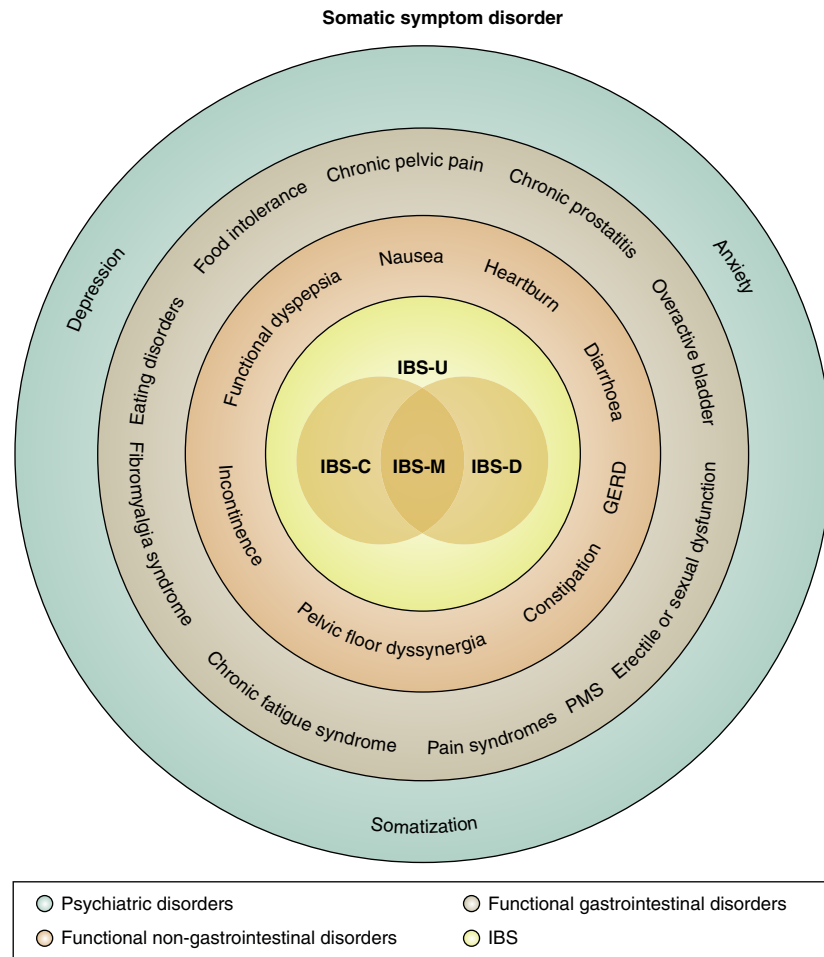 Somatic symptom disorder
Chronic pelvic pain
Chronic prostatitis
Food intolerance
Anxiety
Depression
Nausea
Heartburn
Functional dyspepsia
Overactive bladder
Eating disorders
Diarrhoea
IBS-U
IBS-C
IBS-M
IBS-D
Fibromyalgia syndrome
Incontinence
GERD
Erectile or sexual dysfunction
Constipation
Pelvic floor dyssynergia
Chronic fatigue syndrome
Pain syndromes
PMS
Somatization
Psychiatric disorders
Functional gastrointestinal disorders
Functional non-gastrointestinal disorders
IBS